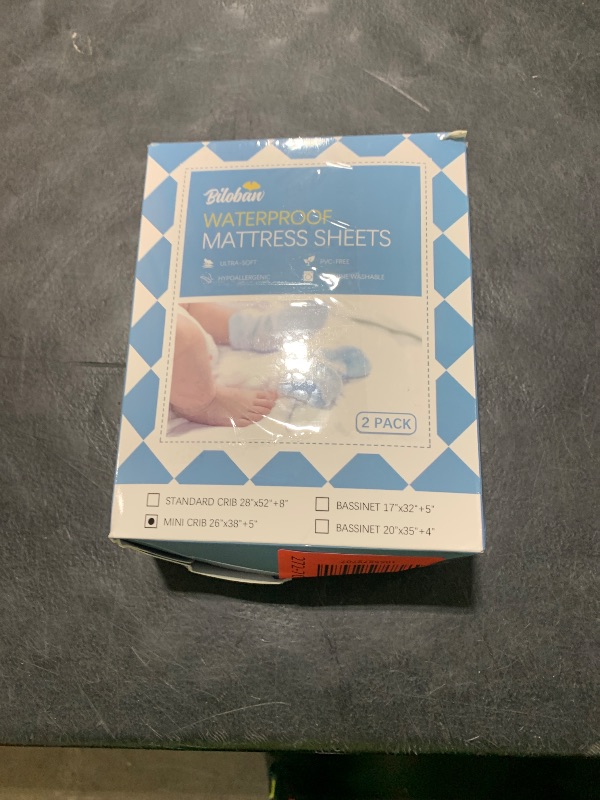 Biloban
WATERPROOF
MATTRESS SHEETS
ULTRA-SOFT PVC-FREE
HYPOALLERGENIC WASHABLE
2 PACK
STANDARD CRIB 28"x52"+8" BASSINET 17"x32"+5"
MINI CRIB 26"x38"+5" BASSINET 20"x35"+4"